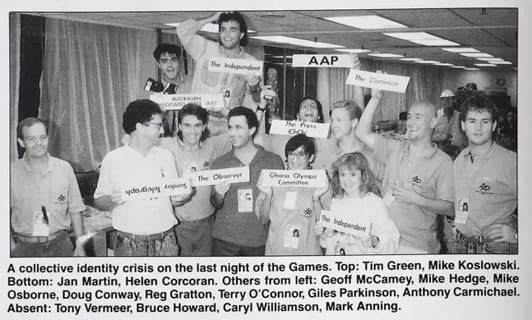 AAP
The Independent
The Dominion
AUSTRALIAN
ASSOCIATED
The Press
(ChCh)
Sunday Telegraph
The Observer
Ghana Olympic
Committee
The Independent
A collective identity crisis on the last night of the Games. Top: Tim Green, Mike Koslowski.
Bottom: Jan Martin, Helen Corcoran. Others from left: Geoff McCamey, Mike Hedge, Mike
Osborne, Doug Conway, Reg Gratton, Terry O'Connor, Giles Parkinson, Anthony Carmichael.
Absent: Tony Vermeer, Bruce Howard, Caryl Williamson, Mark Anning.